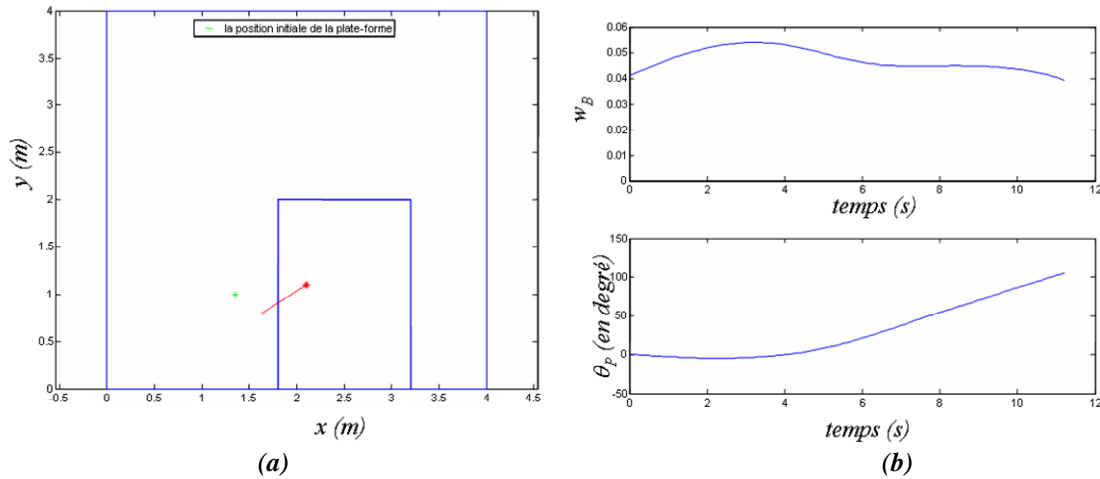 la position initiale de la plate-forme
4
3.5
3
2.5
2
1.5
1
0.5
0
-0.5 0 0.5 1 1.5 2 2.5 3 3.5 4 4.5
y (m)
x (m)
(a)
0.06
0.05
0.04
0.03
0.02
0.01
0
0 2 4 6 8 10 12
w_B
temps (s)
150
100
50
0
-50
0 2 4 6 8 10 12
θ_P (en degré)
temps (s)
(b)